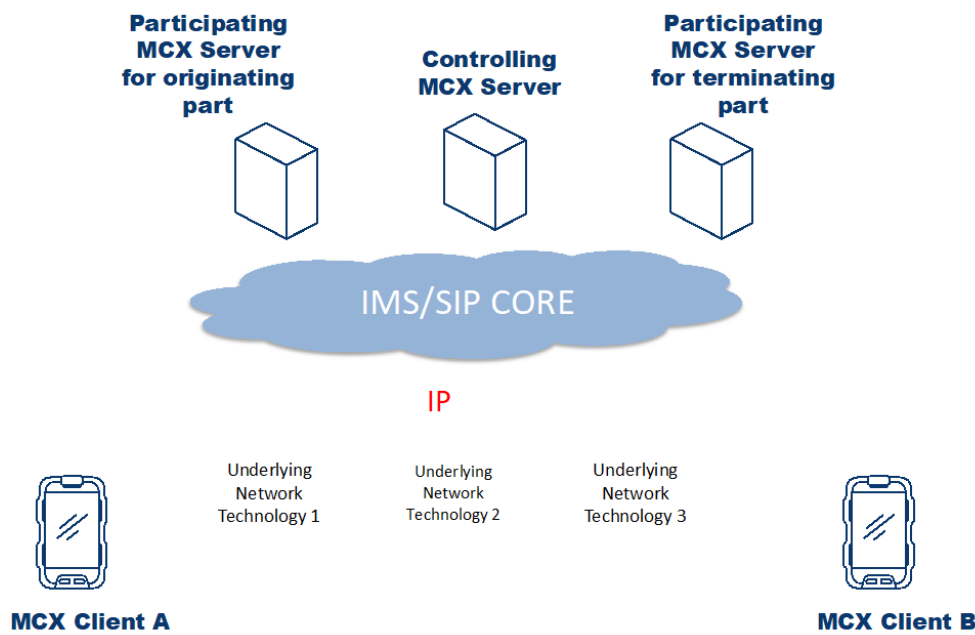 Participating
MCX Server
for originating
part
Controlling
MCX Server
Participating
MCX Server
for terminating
part
IMS/SIP CORE
IP
Underlying
Network
Technology 1
Underlying
Network
Technology 2
Underlying
Network
Technology 3
MCX Client A
MCX Client B